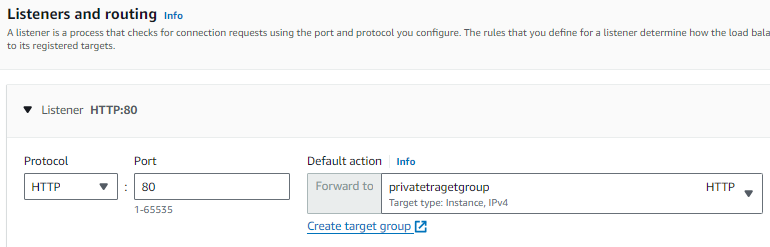 Listeners and routing Info
A listener is a process that checks for connection requests using the port and protocol you configure. The rules that you define for a listener determine how the load bala
to its registered targets.
Listener HTTP:80
Protocol Port Default action Info
HTTP : 80 Forward to privatetragetgroup HTTP
Target type: Instance, IPv4
1-65535
Create target group